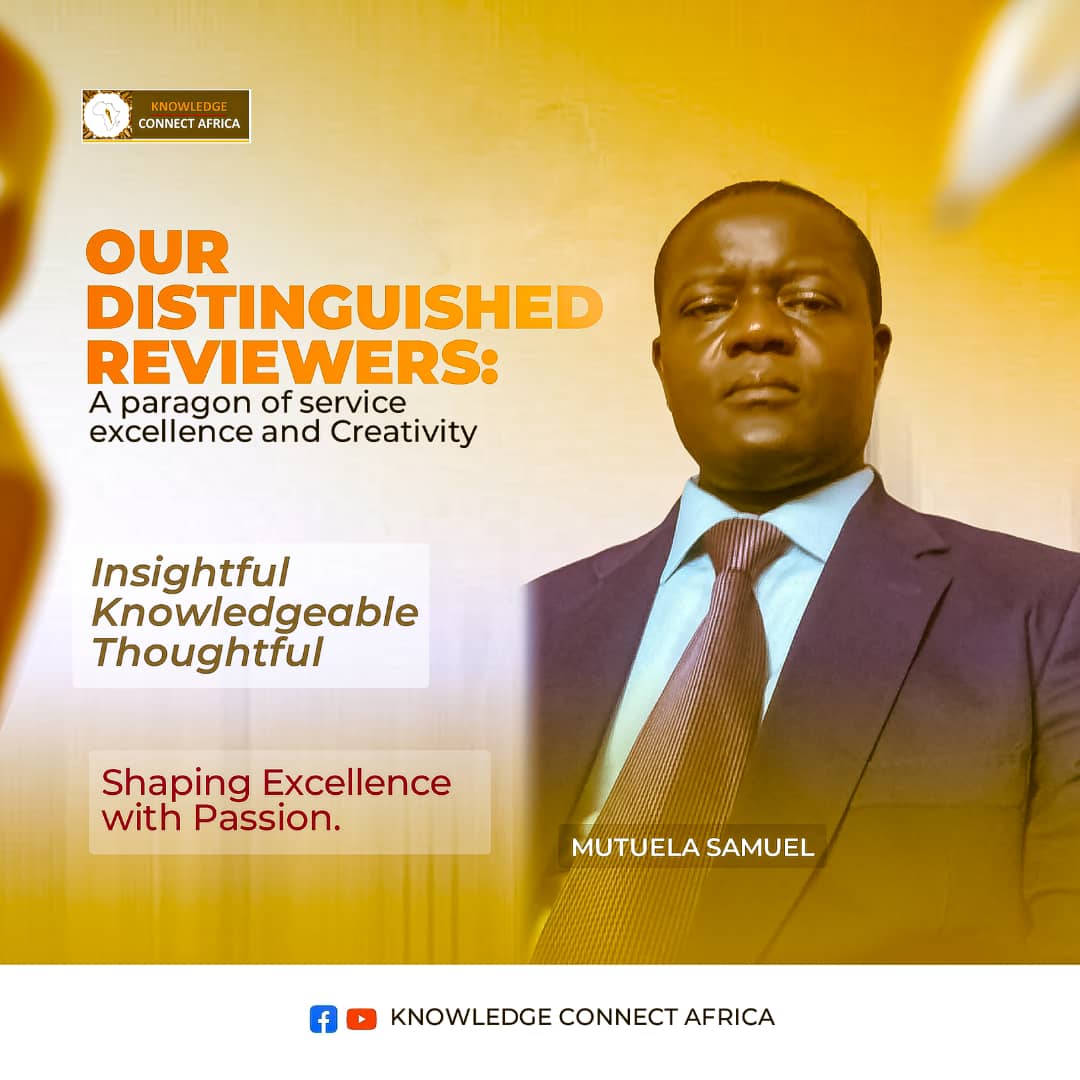 KNOWLEDGE
CONNECT AFRICA
OUR
DISTINGUISHED
REVIEWERS:
A paragon of service
excellence and Creativity
Insightful
Knowledgeable
Thoughtful
Shaping Excellence
with Passion.
MUTUELA SAMUEL
KNOWLEDGE CONNECT AFRICA